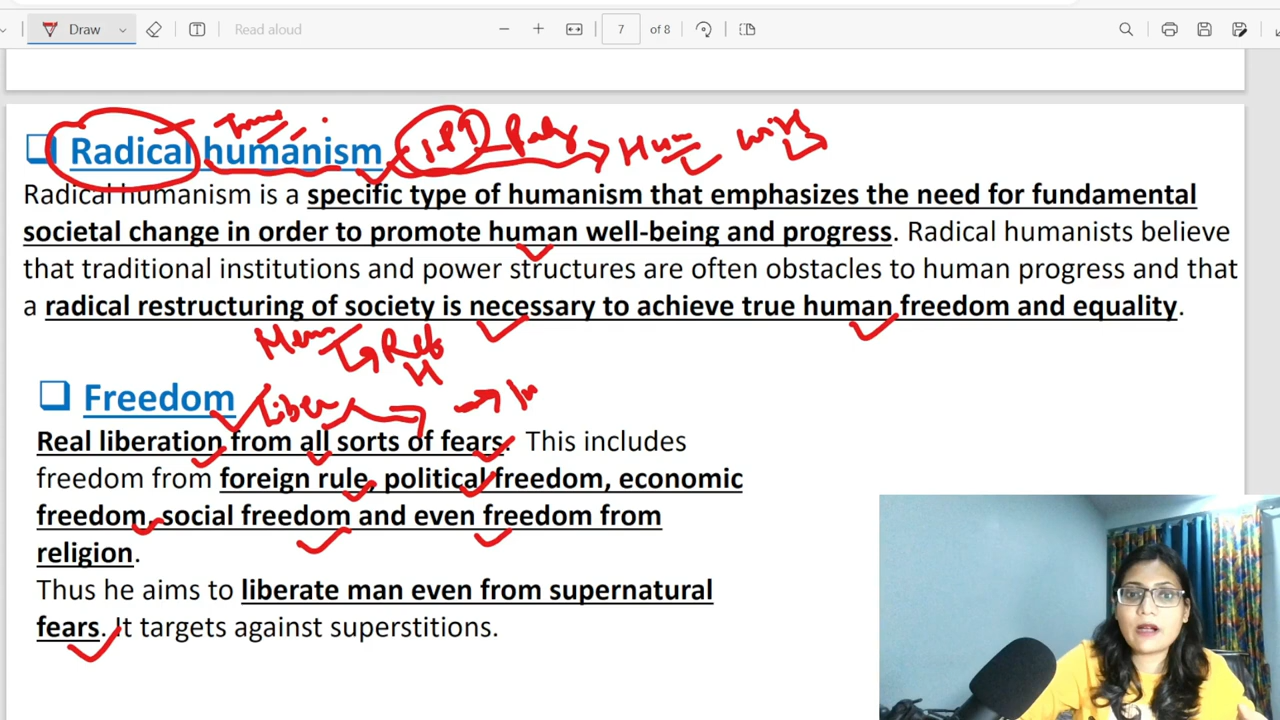 Draw
Read aloud
7 of 8
Radical humanism
Radical humanism is a specific type of humanism that emphasizes the need for fundamental
societal change in order to promote human well-being and progress. Radical humanists believe
that traditional institutions and power structures are often obstacles to human progress and that
a radical restructuring of society is necessary to achieve true human freedom and equality.
Freedom
Real liberation from all sorts of fears. This includes
freedom from foreign rule, political freedom, economic
freedom, social freedom and even freedom from
religion.
Thus he aims to liberate man even from supernatural
fears. It targets against superstitions.